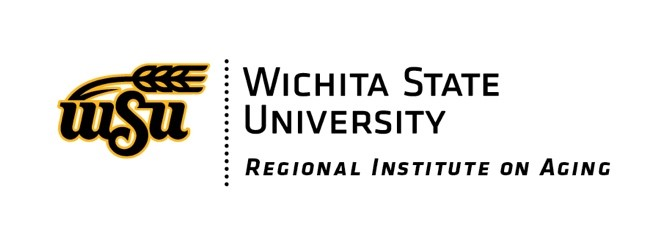 WSU
WICHITA STATE
UNIVERSITY
REGIONAL INSTITUTE ON AGING